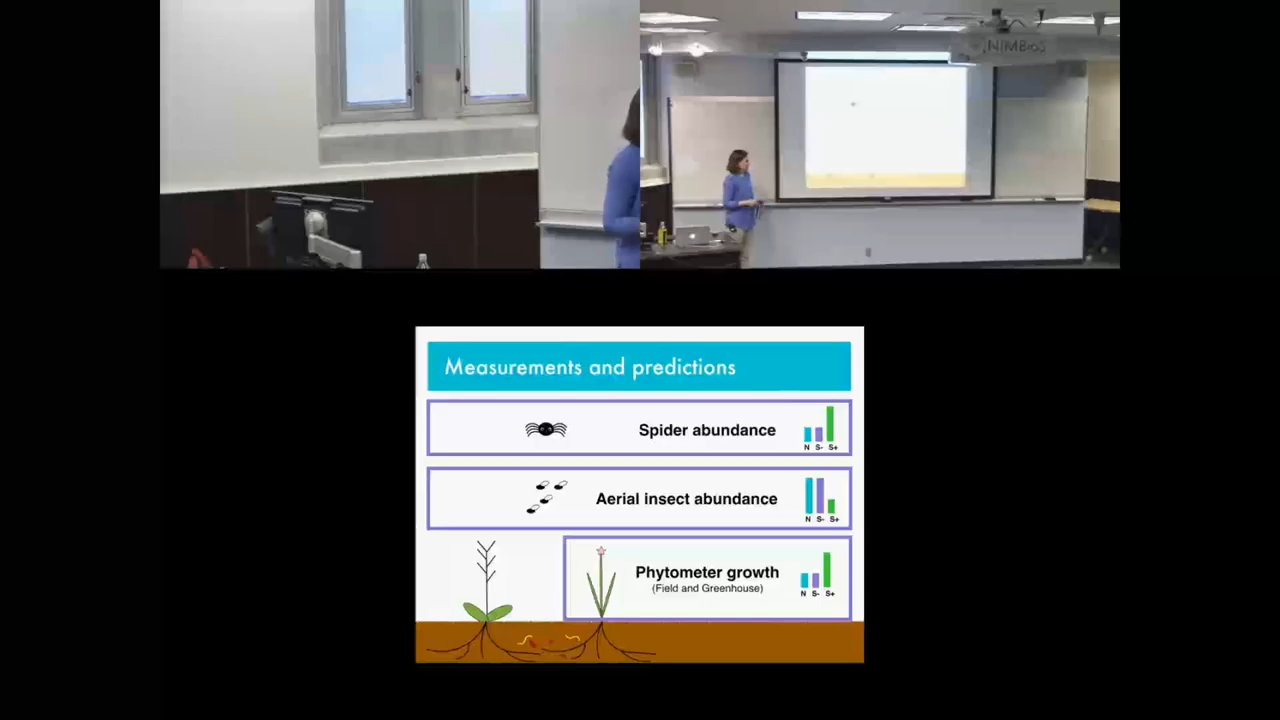 NIMBioS
Measurements and predictions
Spider abundance
N S- S+
Aerial insect abundance
N S- S+
Phytometer growth
(Field and Greenhouse)
N S- S+